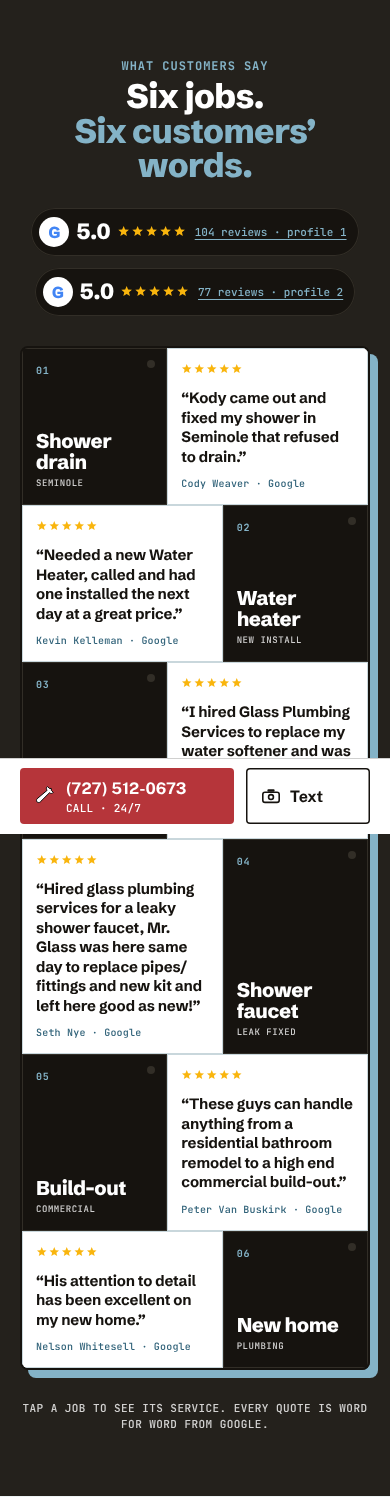 WHAT CUSTOMERS SAY
Six jobs.
Six customers’
words.
G 5.0 ★★★★★ 104 reviews · profile 1
G 5.0 ★★★★★ 77 reviews · profile 2
01
Shower
drain
SEMINOLE
★★★★★
“Kody came out and
fixed my shower in
Seminole that refused
to drain.”
Cody Weaver · Google
★★★★★
“Needed a new Water
Heater, called and had
one installed the next
day at a great price.”
Kevin Kelleman · Google
02
Water
heater
NEW INSTALL
03
★★★★★
“I hired Glass Plumbing
Services to replace my
water softener and was
(727) 512-0673
CALL · 24/7
Text
★★★★★
“Hired glass plumbing
services for a leaky
shower faucet, Mr.
Glass was here same
day to replace pipes/
fittings and new kit and
left here good as new!”
Seth Nye · Google
04
Shower
faucet
LEAK FIXED
05
Build-out
COMMERCIAL
★★★★★
“These guys can handle
anything from a
residential bathroom
remodel to a high end
commercial build-out.”
Peter Van Buskirk · Google
★★★★★
“His attention to detail
has been excellent on
my new home.”
Nelson Whitesell · Google
06
New home
PLUMBING
TAP A JOB TO SEE ITS SERVICE. EVERY QUOTE IS WORD
FOR WORD FROM GOOGLE.